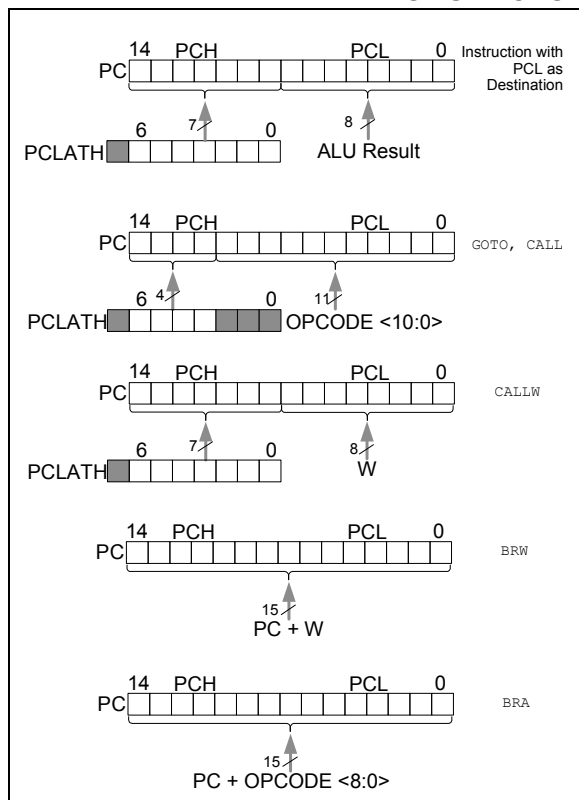 14 PCH PCL 0
PC
Instruction with
PCL as
Destination
7 8
6 0
PCLATH
ALU Result
14 PCH PCL 0
PC
GOTO, CALL
6 4 0 11
PCLATH
OPCODE <10:0>
14 PCH PCL 0
PC
CALLW
7 8
6 0
PCLATH
W
14 PCH PCL 0
PC
BRW
15
PC + W
14 PCH PCL 0
PC
BRA
15
PC + OPCODE <8:0>